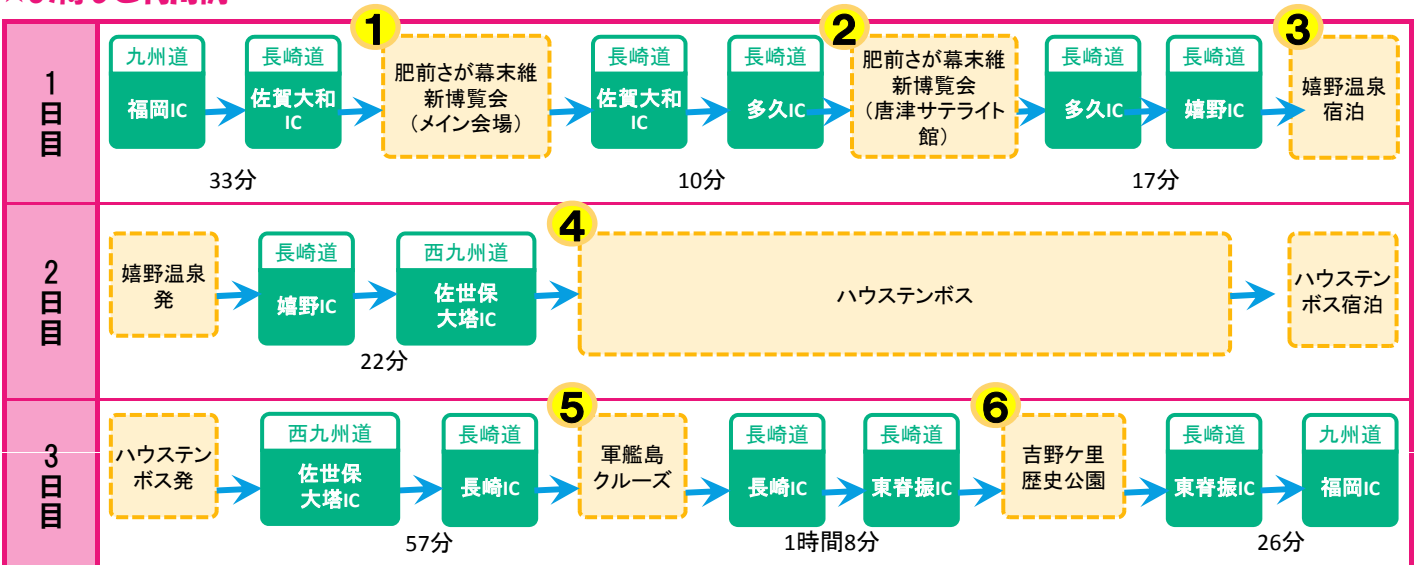 1
日
目
九州道
福岡IC
長崎道
佐賀大和
IC
1
肥前さが幕末維
新博覧会
（メイン会場）
長崎道
佐賀大和
IC
長崎道
多久IC
2
肥前さが幕末維
新博覧会
（唐津サテライト
館）
長崎道
多久IC
長崎道
嬉野IC
3
嬉野温泉
宿泊
33分
10分
17分
2
日
目
嬉野温泉
発
長崎道
嬉野IC
西九州道
佐世保
大塔IC
4
ハウステンボス
ハウステン
ボス宿泊
22分
3
日
目
ハウステン
ボス発
西九州道
佐世保
大塔IC
長崎道
長崎IC
5
軍艦島
クルーズ
長崎道
長崎IC
長崎道
東脊振IC
6
吉野ケ里
歴史公園
長崎道
東脊振IC
九州道
福岡IC
57分
1時間8分
26分